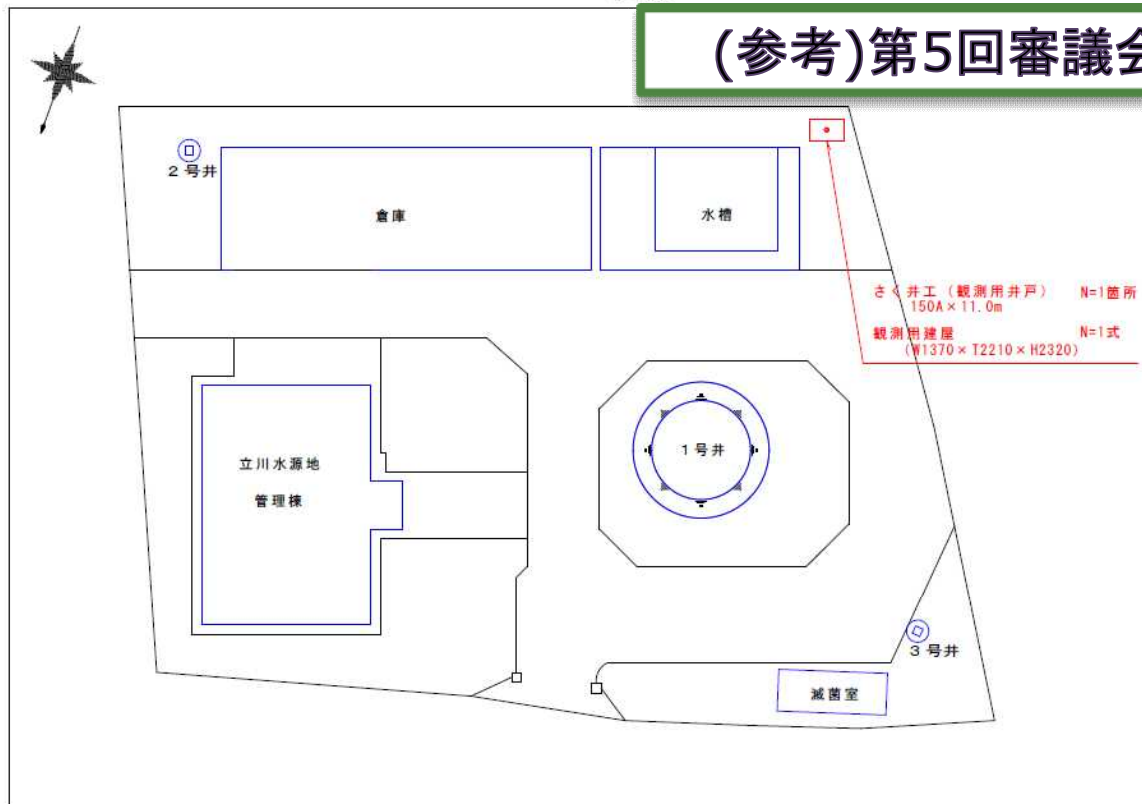 (参考)第5回審議会
2号井
倉庫
水槽
さく井工(観測用井戸) N=1箇所
150A×11.0m
観測用建屋 N=1式
(W1370×T2210×H2320)
1号井
立川水源地
管理棟
3号井
滅菌室